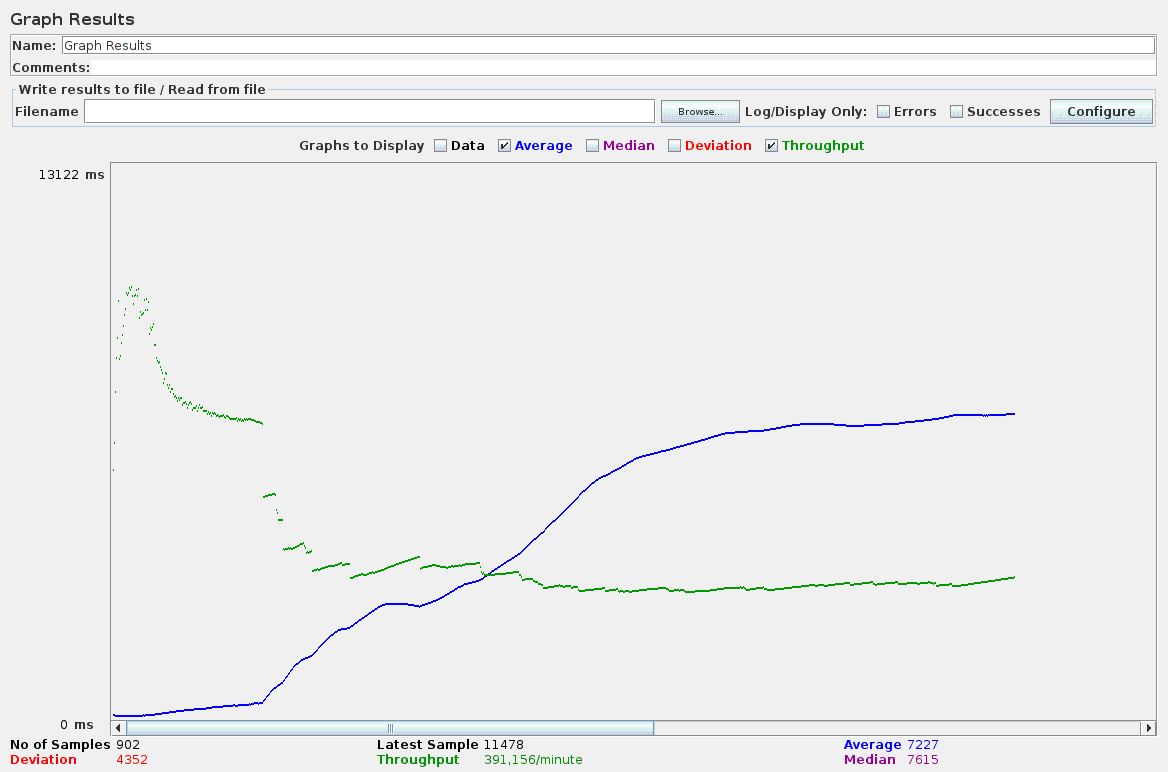 Graph Results
Name: Graph Results
Comments:
Write results to file / Read from file
Filename Browse... Log/Display Only: Errors Successes Configure
Graphs to Display Data Average Median Deviation Throughput
13122 ms
0 ms
No of Samples 902 Latest Sample 11478 Average 7227
Deviation 4352 Throughput 391,156/minute Median 7615